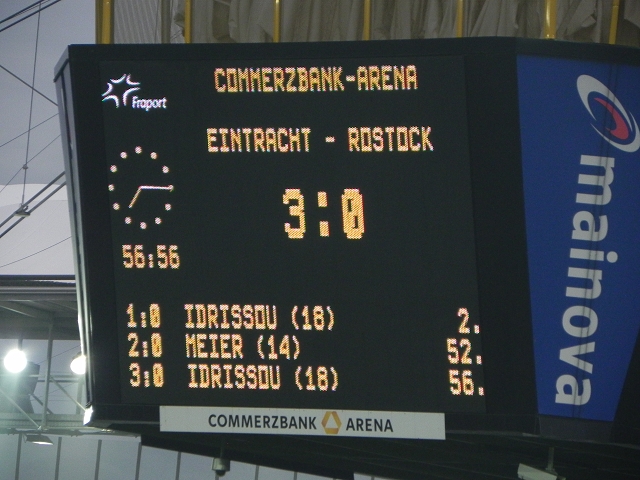 Fraport
COMMERZBANK-ARENA
EINTRACHT - ROSTOCK
3:0
56:56
1:0 IDRISSOU (18) 2.
2:0 MEIER (14) 52.
3:0 IDRISSOU (18) 56.
COMMERZBANK ARENA
mainova